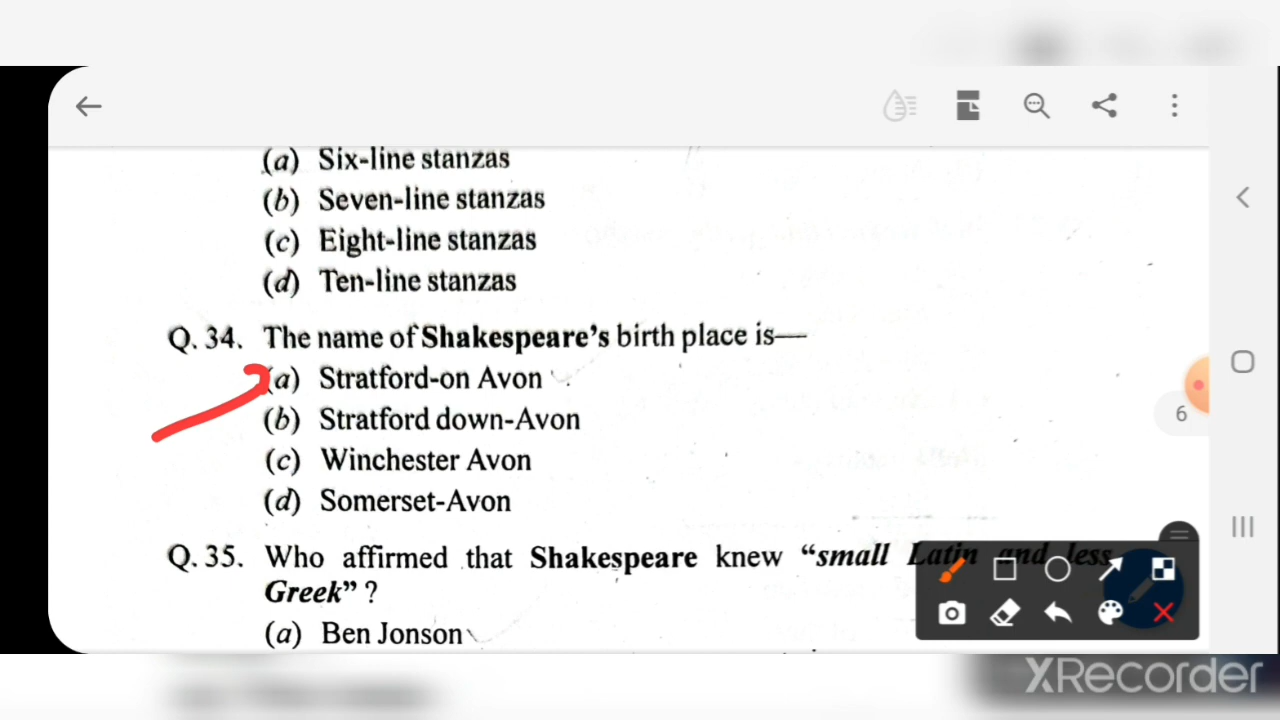 (a) Six-line stanzas
(b) Seven-line stanzas
(c) Eight-line stanzas
(d) Ten-line stanzas
Q. 34. The name of Shakespeare's birth place is—
(a) Stratford-on Avon
(b) Stratford down-Avon
(c) Winchester Avon
(d) Somerset-Avon
6
Q. 35. Who affirmed that Shakespeare knew "small Latin and less
Greek" ?
(a) Ben Jonson
XRecorder